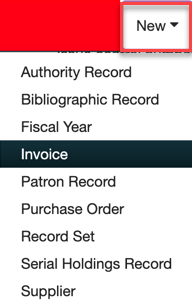 New
Authority Record
Bibliographic Record
Fiscal Year
Invoice
Patron Record
Purchase Order
Record Set
Serial Holdings Record
Supplier